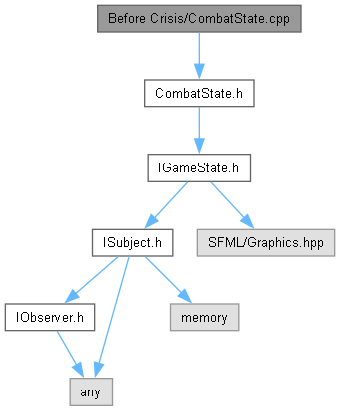 Before Crisis/CombatState.cpp
CombatState.h
IGameState.h
ISubject.h
SFML/Graphics.hpp
IObserver.h
memory
any